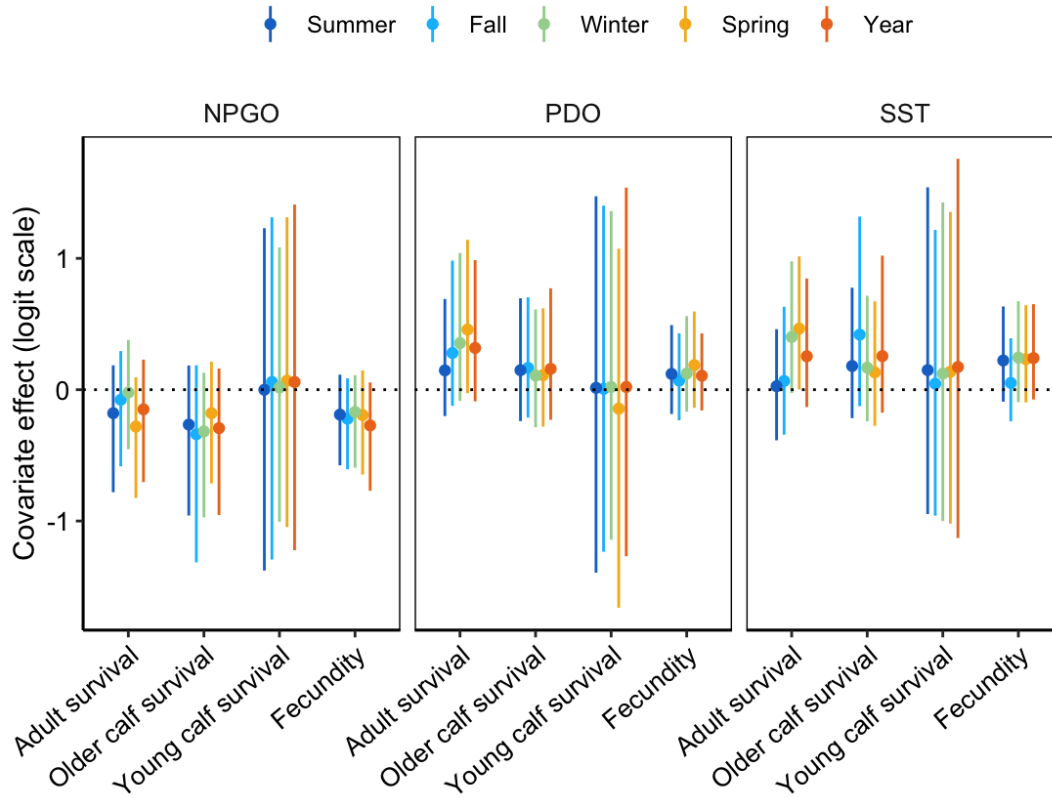 Summer Fall Winter Spring Year
NPGO PDO SST
Covariate effect (logit scale)
1
0
-1
Adult survival
Older calf survival
Young calf survival
Fecundity
Adult survival
Older calf survival
Young calf survival
Fecundity
Adult survival
Older calf survival
Young calf survival
Fecundity